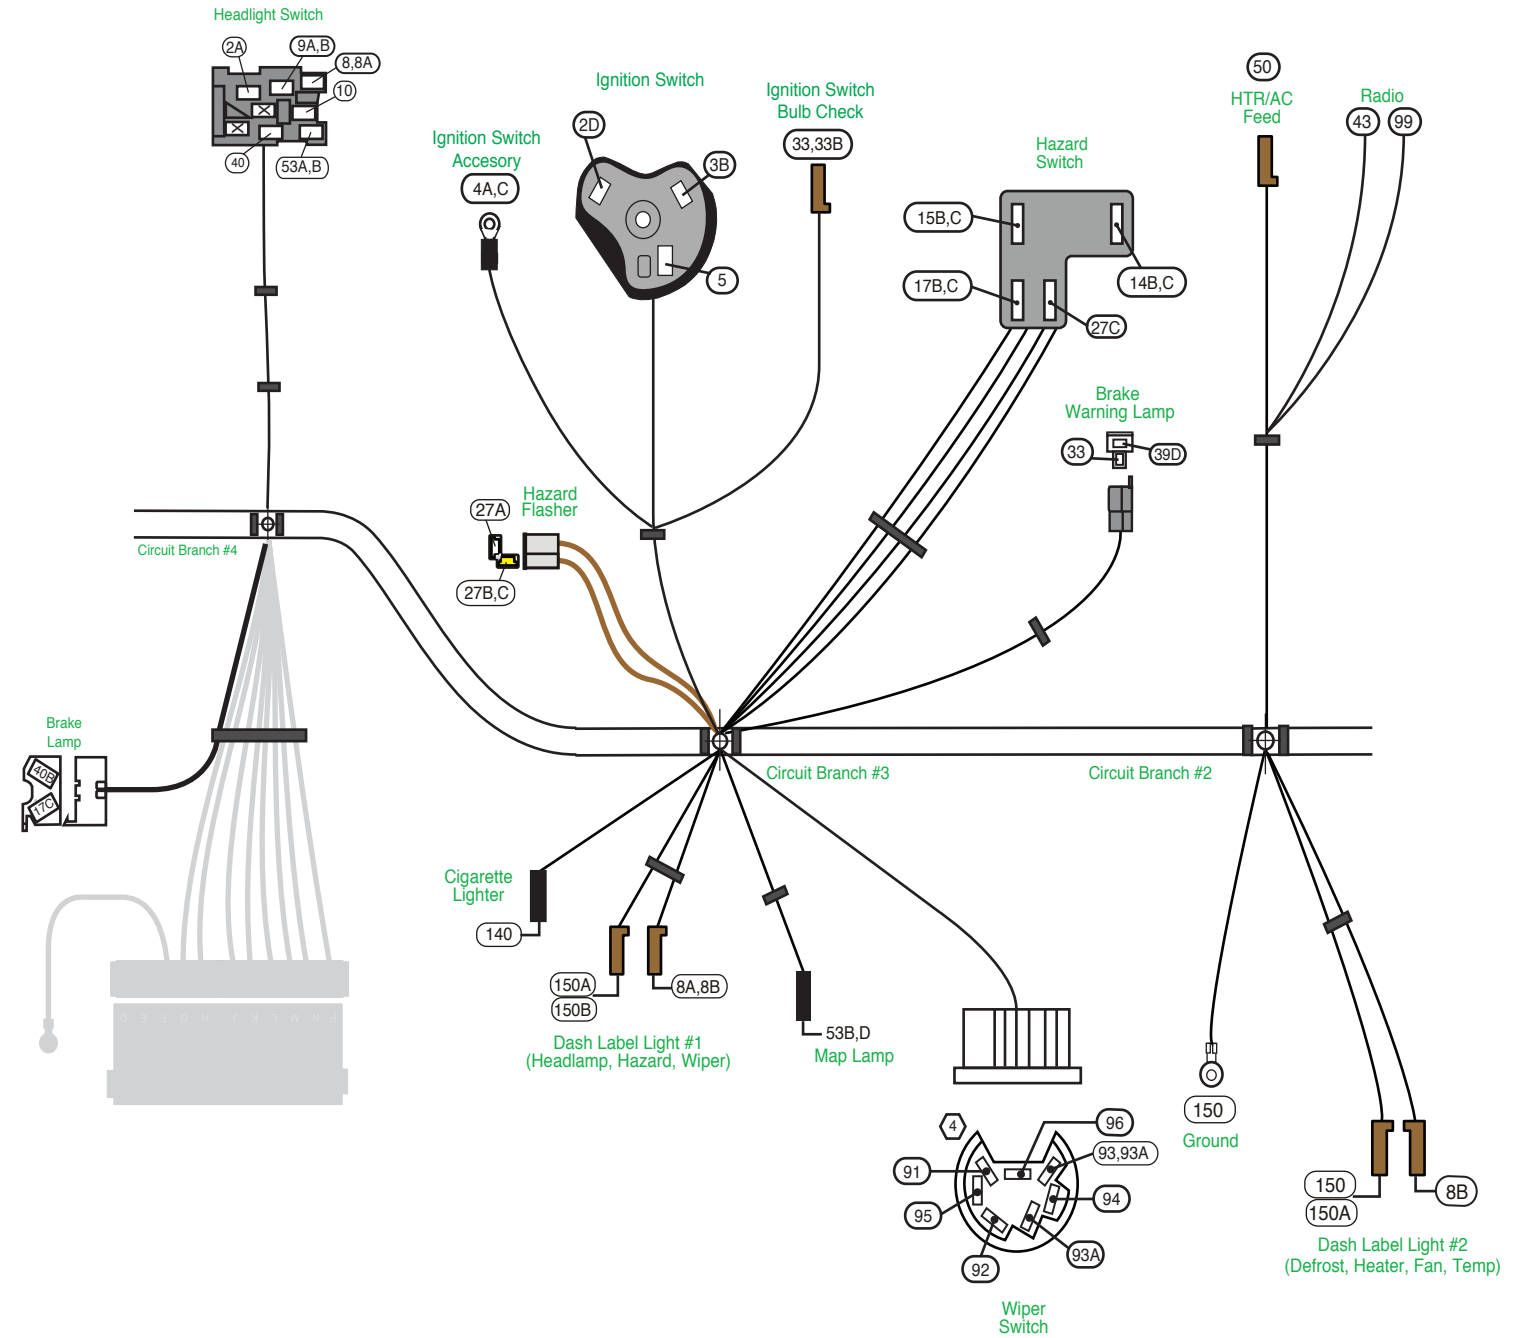 Headlight Switch
2A
9A,B
8,8A
10
40
53A,B
Ignition Switch
Accesory
4A,C
Ignition Switch
2D
3B
5
Ignition Switch
Bulb Check
33,33B
Hazard
Switch
15B,C
17B,C
14B,C
27C
50
HTR/AC
Feed
Radio
43
99
Brake
Warning Lamp
33
39D
Hazard
Flasher
27A
27B,C
Circuit Branch #4
Brake
Lamp
40B
17C
Circuit Branch #3
Circuit Branch #2
Cigarette
Lighter
140
150A
150B
8A,8B
Dash Label Light #1
(Headlamp, Hazard, Wiper)
53B,D
Map Lamp
D E F G H J K L M N P
4
96
93,93A
91
94
95
92
93A
Wiper
Switch
150
Ground
150
150A
8B
Dash Label Light #2
(Defrost, Heater, Fan, Temp)